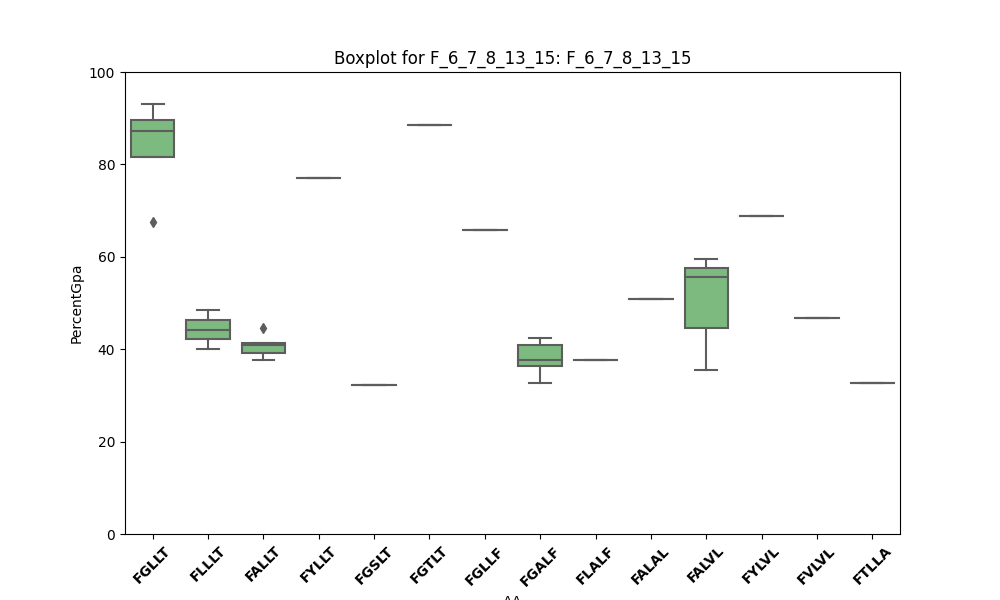 Boxplot for F_6_7_8_13_15: F_6_7_8_13_15
100
80
60
40
20
0
PercentGpa
FGLLT FLLLT FALLT FYLLT FGSLT FGTLT FGLLF FGALF FLALF FALAL FALVL FYLVL FVLVL FTLLA
AA